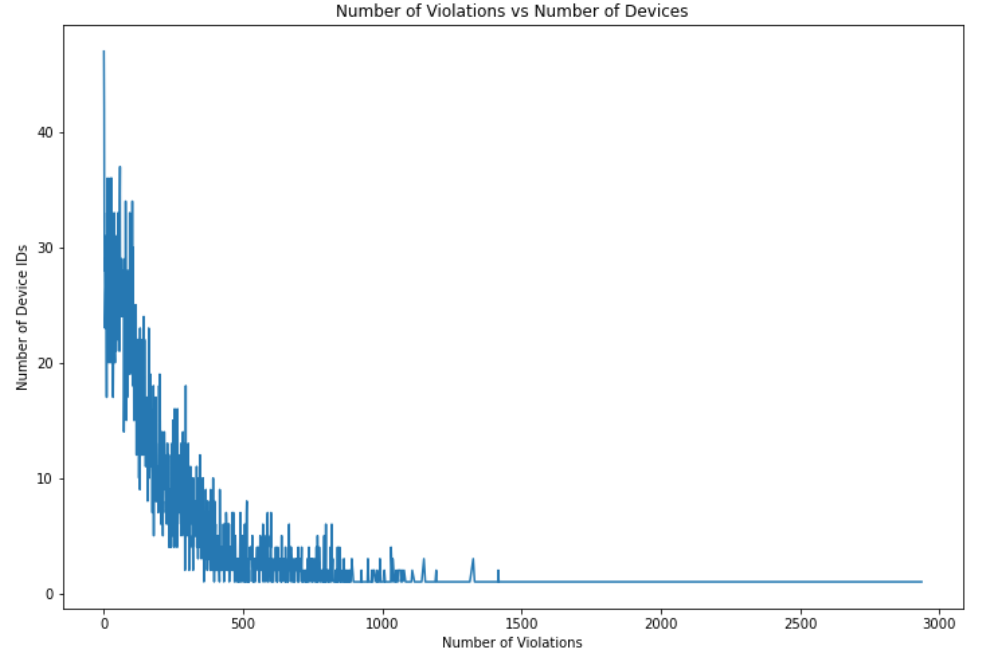 Number of Violations vs Number of Devices
Number of Device IDs
40
30
20
10
0
0 500 1000 1500 2000 2500 3000
Number of Violations